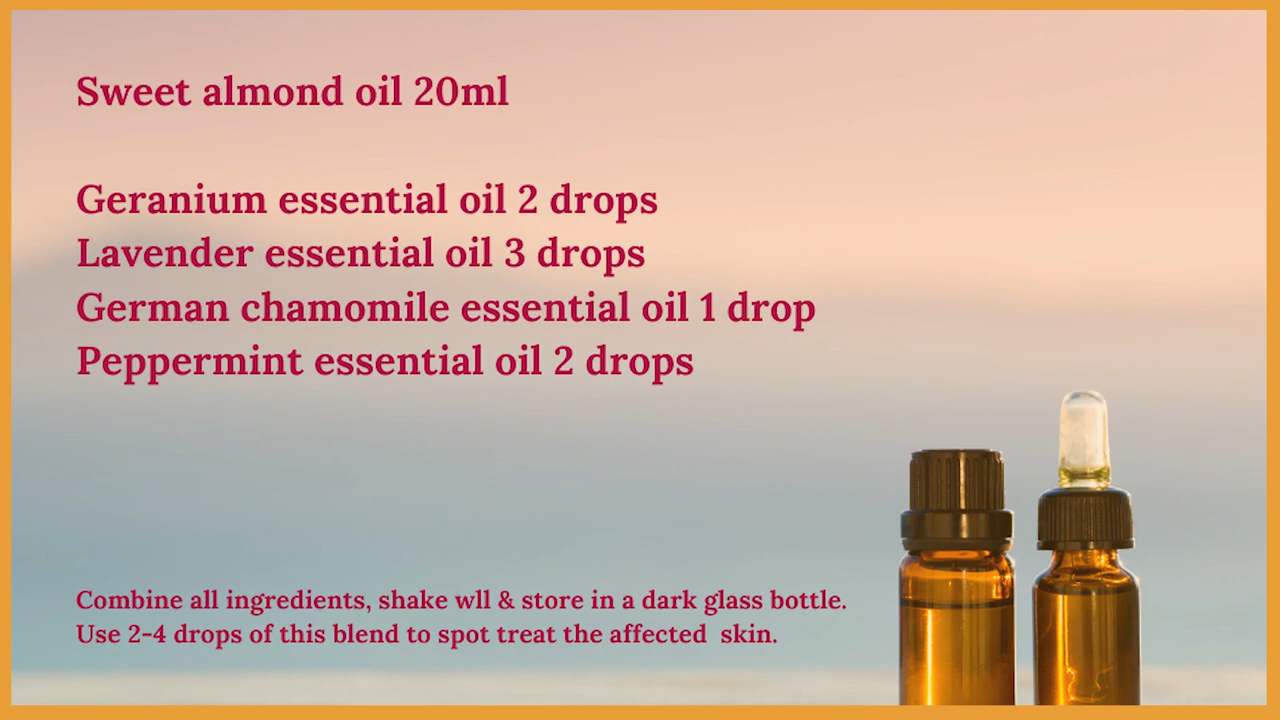 Sweet almond oil 20ml
Geranium essential oil 2 drops
Lavender essential oil 3 drops
German chamomile essential oil 1 drop
Peppermint essential oil 2 drops
Combine all ingredients, shake wll & store in a dark glass bottle.
Use 2-4 drops of this blend to spot treat the affected  skin.